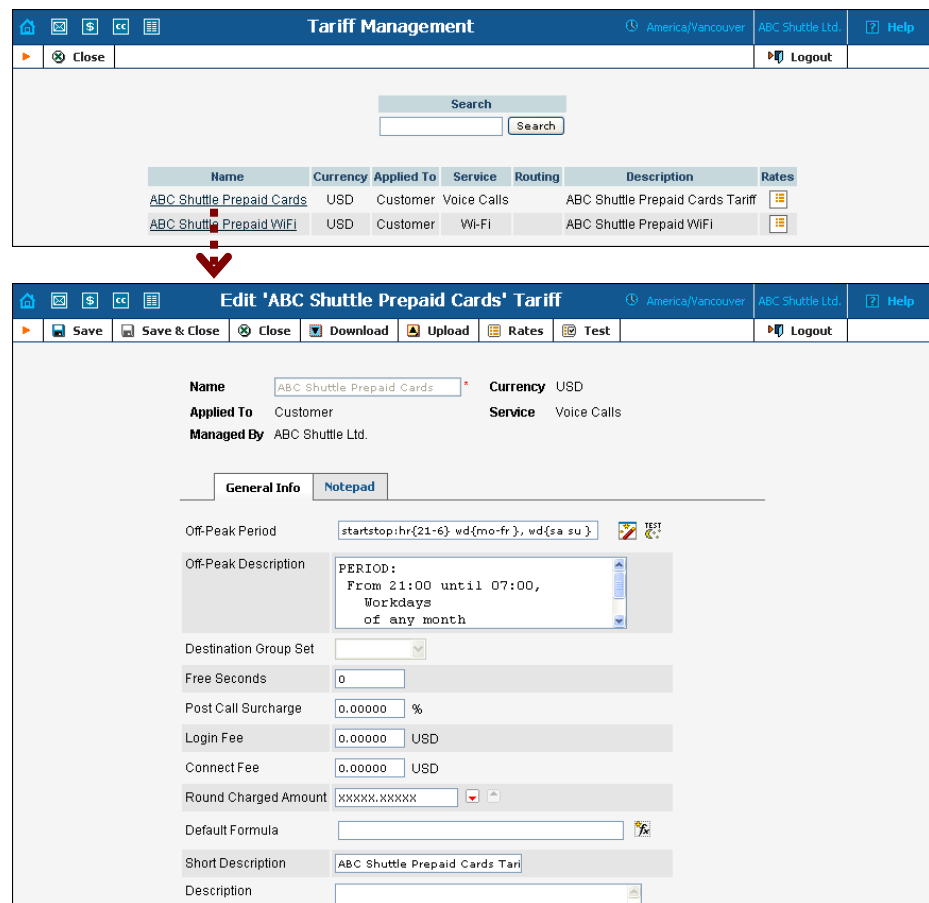 $ cc Tariff Management America/Vancouver ABC Shuttle Ltd. ? Help
Close Logout
Search
Search
Name Currency Applied To Service Routing Description Rates
ABC Shuttle Prepaid Cards USD Customer Voice Calls ABC Shuttle Prepaid Cards Tariff
ABC Shuttle Prepaid WiFi USD Customer Wi-Fi ABC Shuttle Prepaid WiFi
$ cc Edit 'ABC Shuttle Prepaid Cards' Tariff America/Vancouver ABC Shuttle Ltd. ? Help
Save Save & Close Close Download Upload Rates Test Logout
Name ABC Shuttle Prepaid Cards * Currency USD
Applied To Customer Service Voice Calls
Managed By ABC Shuttle Ltd.
General Info Notepad
Off-Peak Period startstop:hr{21-6} wd{mo-fr }, wd{sa su } TEST
Off-Peak Description PERIOD:
From 21:00 until 07:00,
Workdays
of any month
Destination Group Set
Free Seconds 0
Post Call Surcharge 0.00000 %
Login Fee 0.00000 USD
Connect Fee 0.00000 USD
Round Charged Amount XXXXX.XXXXX
Default Formula fx
Short Description ABC Shuttle Prepaid Cards Tari
Description